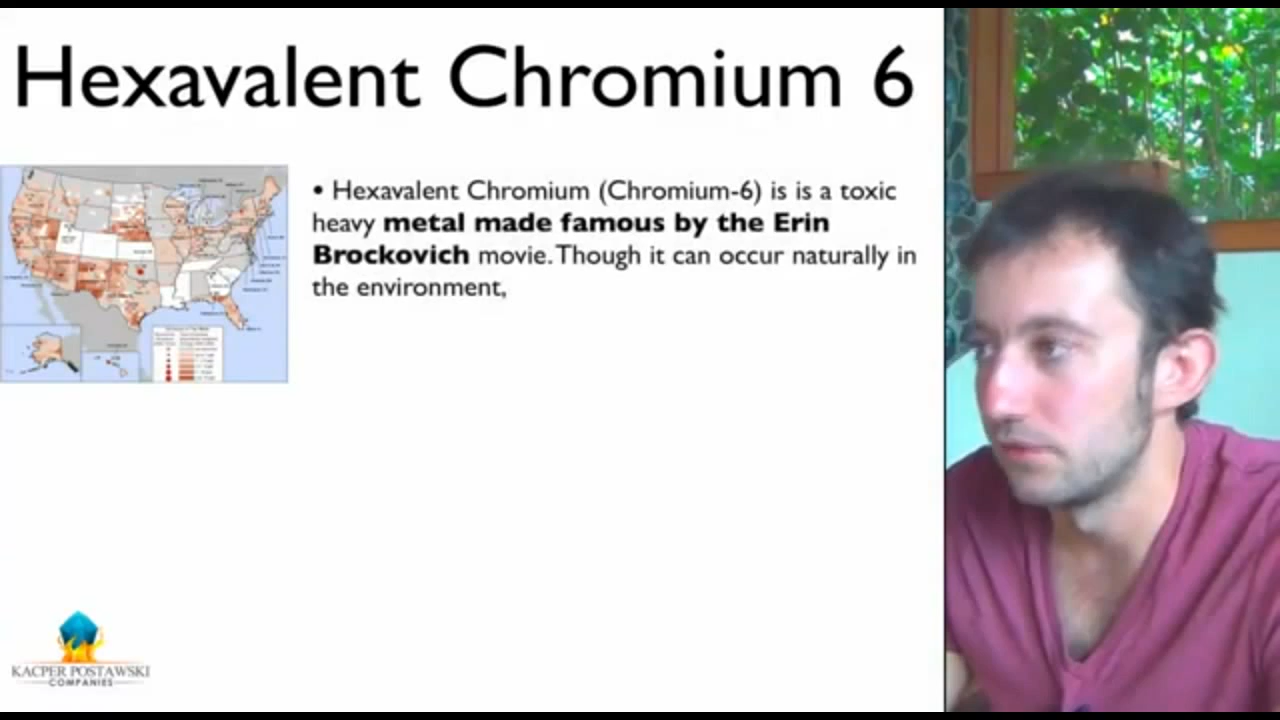 Hexavalent Chromium 6
• Hexavalent Chromium (Chromium-6) is is a toxic
heavy metal made famous by the Erin
Brockovich movie. Though it can occur naturally in
the environment,
KACPER POSTAWSKI
COMPANIES